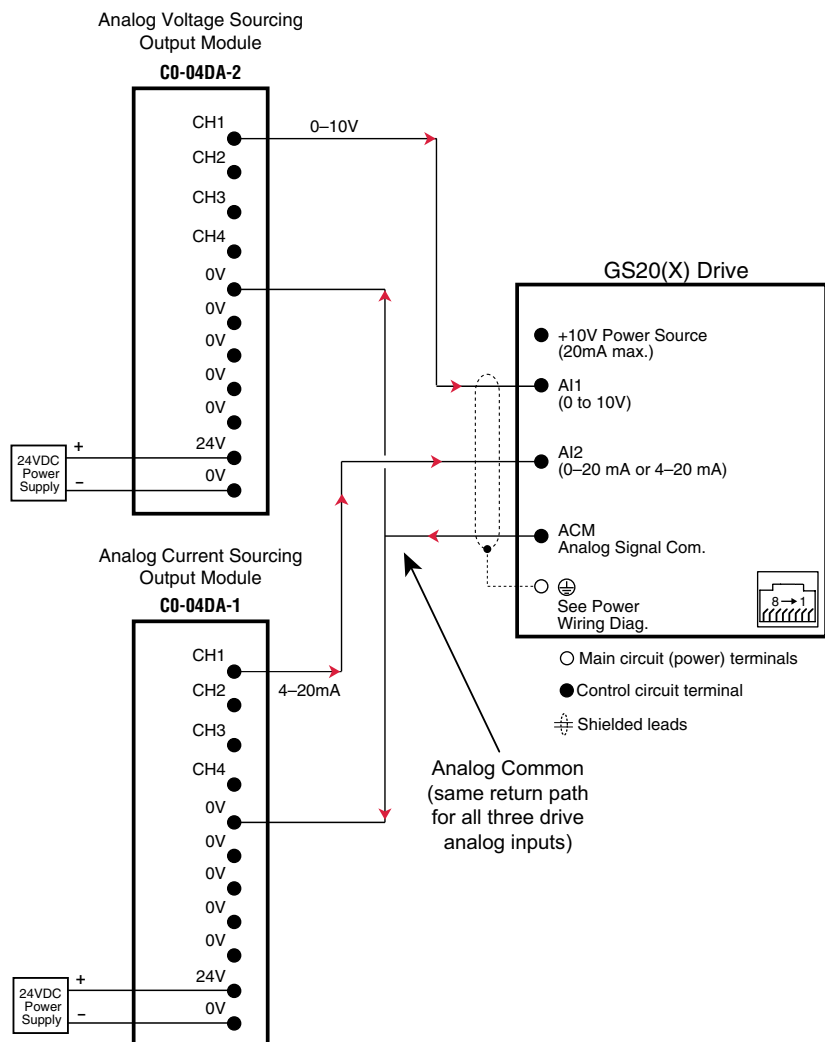 Analog Voltage Sourcing
Output Module
C0-04DA-2
CH1
0–10V
CH2
CH3
CH4
0V
0V
0V
0V
0V
24V
0V
24VDC
Power
Supply
+
–
GS20(X) Drive
+10V Power Source
(20mA max.)
AI1
(0 to 10V)
AI2
(0–20 mA or 4–20 mA)
ACM
Analog Signal Com.
See Power
Wiring Diag.
8→1
Main circuit (power) terminals
Control circuit terminal
Shielded leads
Analog Common
(same return path
for all three drive
analog inputs)
Analog Current Sourcing
Output Module
C0-04DA-1
CH1
4–20mA
CH2
CH3
CH4
0V
0V
0V
0V
0V
24V
0V
24VDC
Power
Supply
+
–